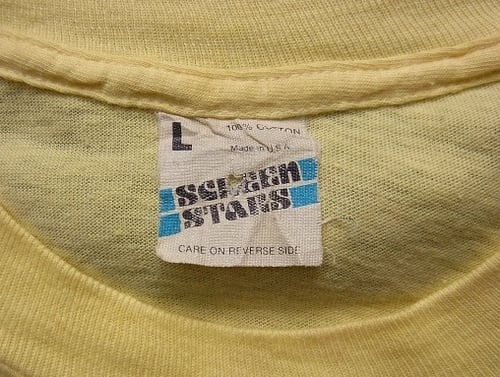 L
100% COTTON
Made in U.S.A.
SCREEN
STARS
CARE ON REVERSE SIDE